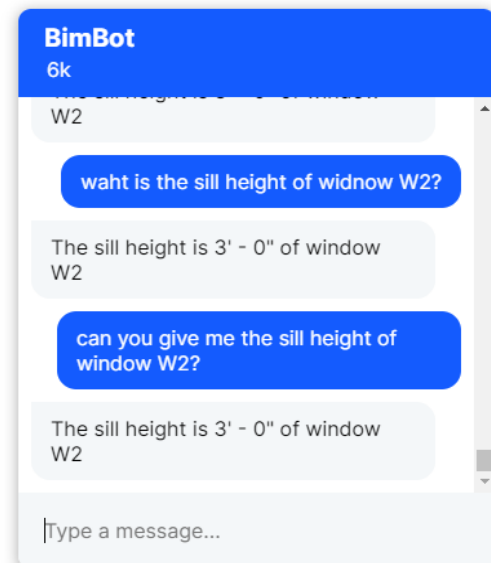 BimBot
6k
W2
waht is the sill height of widnow W2?
The sill height is 3' - 0" of window
W2
can you give me the sill height of
window W2?
The sill height is 3' - 0" of window
W2
Type a message...